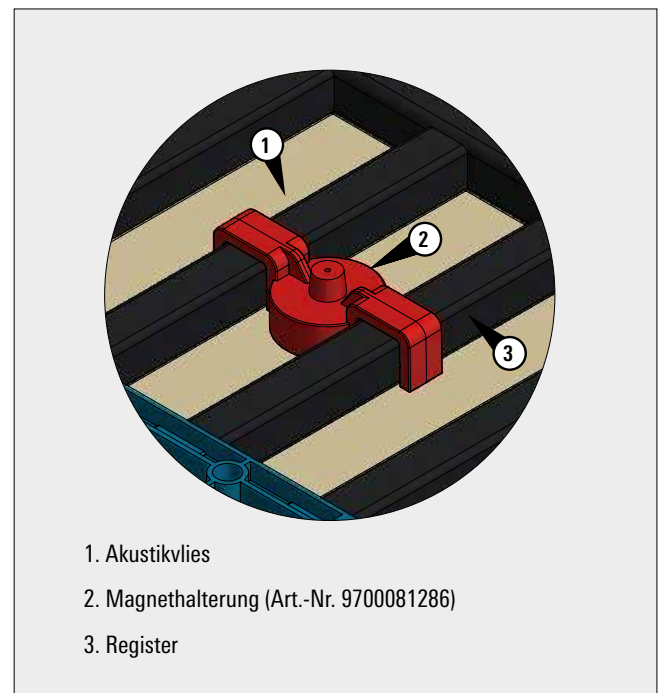 1
2
3
1. Akustikvlies
2. Magnethalterung (Art.-Nr. 9700081286)
3. Register